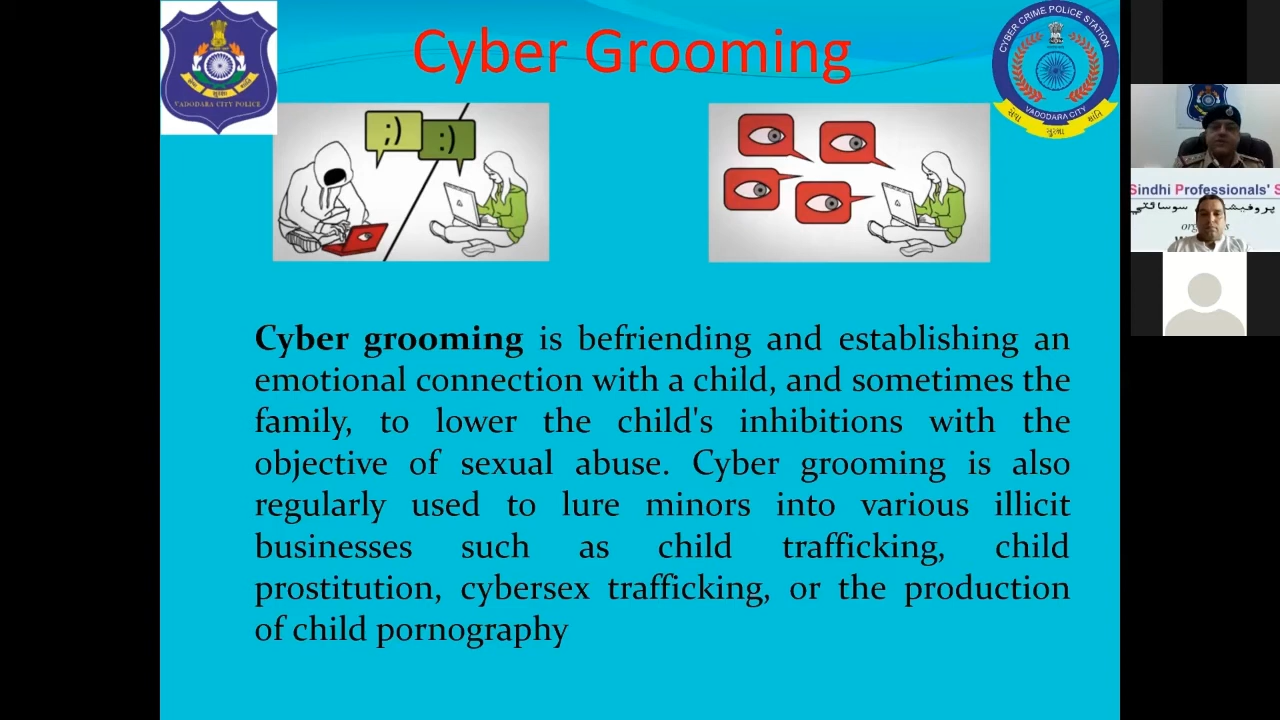 Cyber Grooming
VADODARA CITY POLICE
CYBER CRIME POLICE STATION
VADODARA CITY
સેવા
સુરક્ષા
શાંતિ
;)
:)
Cyber grooming is befriending and establishing an
emotional connection with a child, and sometimes the
family, to lower the child's inhibitions with the
objective of sexual abuse. Cyber grooming is also
regularly used to lure minors into various illicit
businesses such as child trafficking, child
prostitution, cybersex trafficking, or the production
of child pornography
Sindhi Professionals' S
سوسائٽي